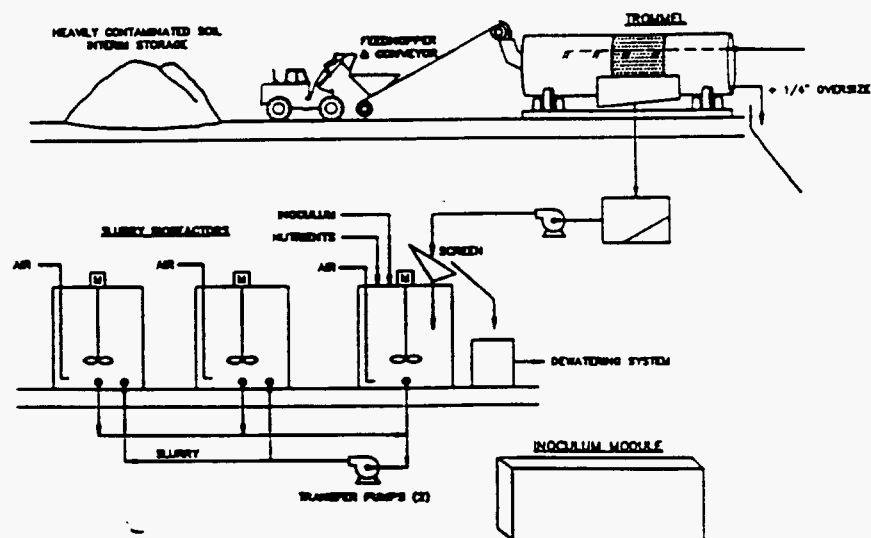 TROMMEL
HEAVILY CONTAMINATED SOIL
INTERIM STORAGE
FEEDHOPPER
& CONVEYOR
+ 1/4" OVERSIZE
INOCULUM
NUTRIENTS
SLURRY BIOREACTORS
SCREEN
AIR
AIR
AIR
M
M
M
DEWATERING SYSTEM
SLURRY
INOCULUM MODULE
TRANSFER PUMPS (2)